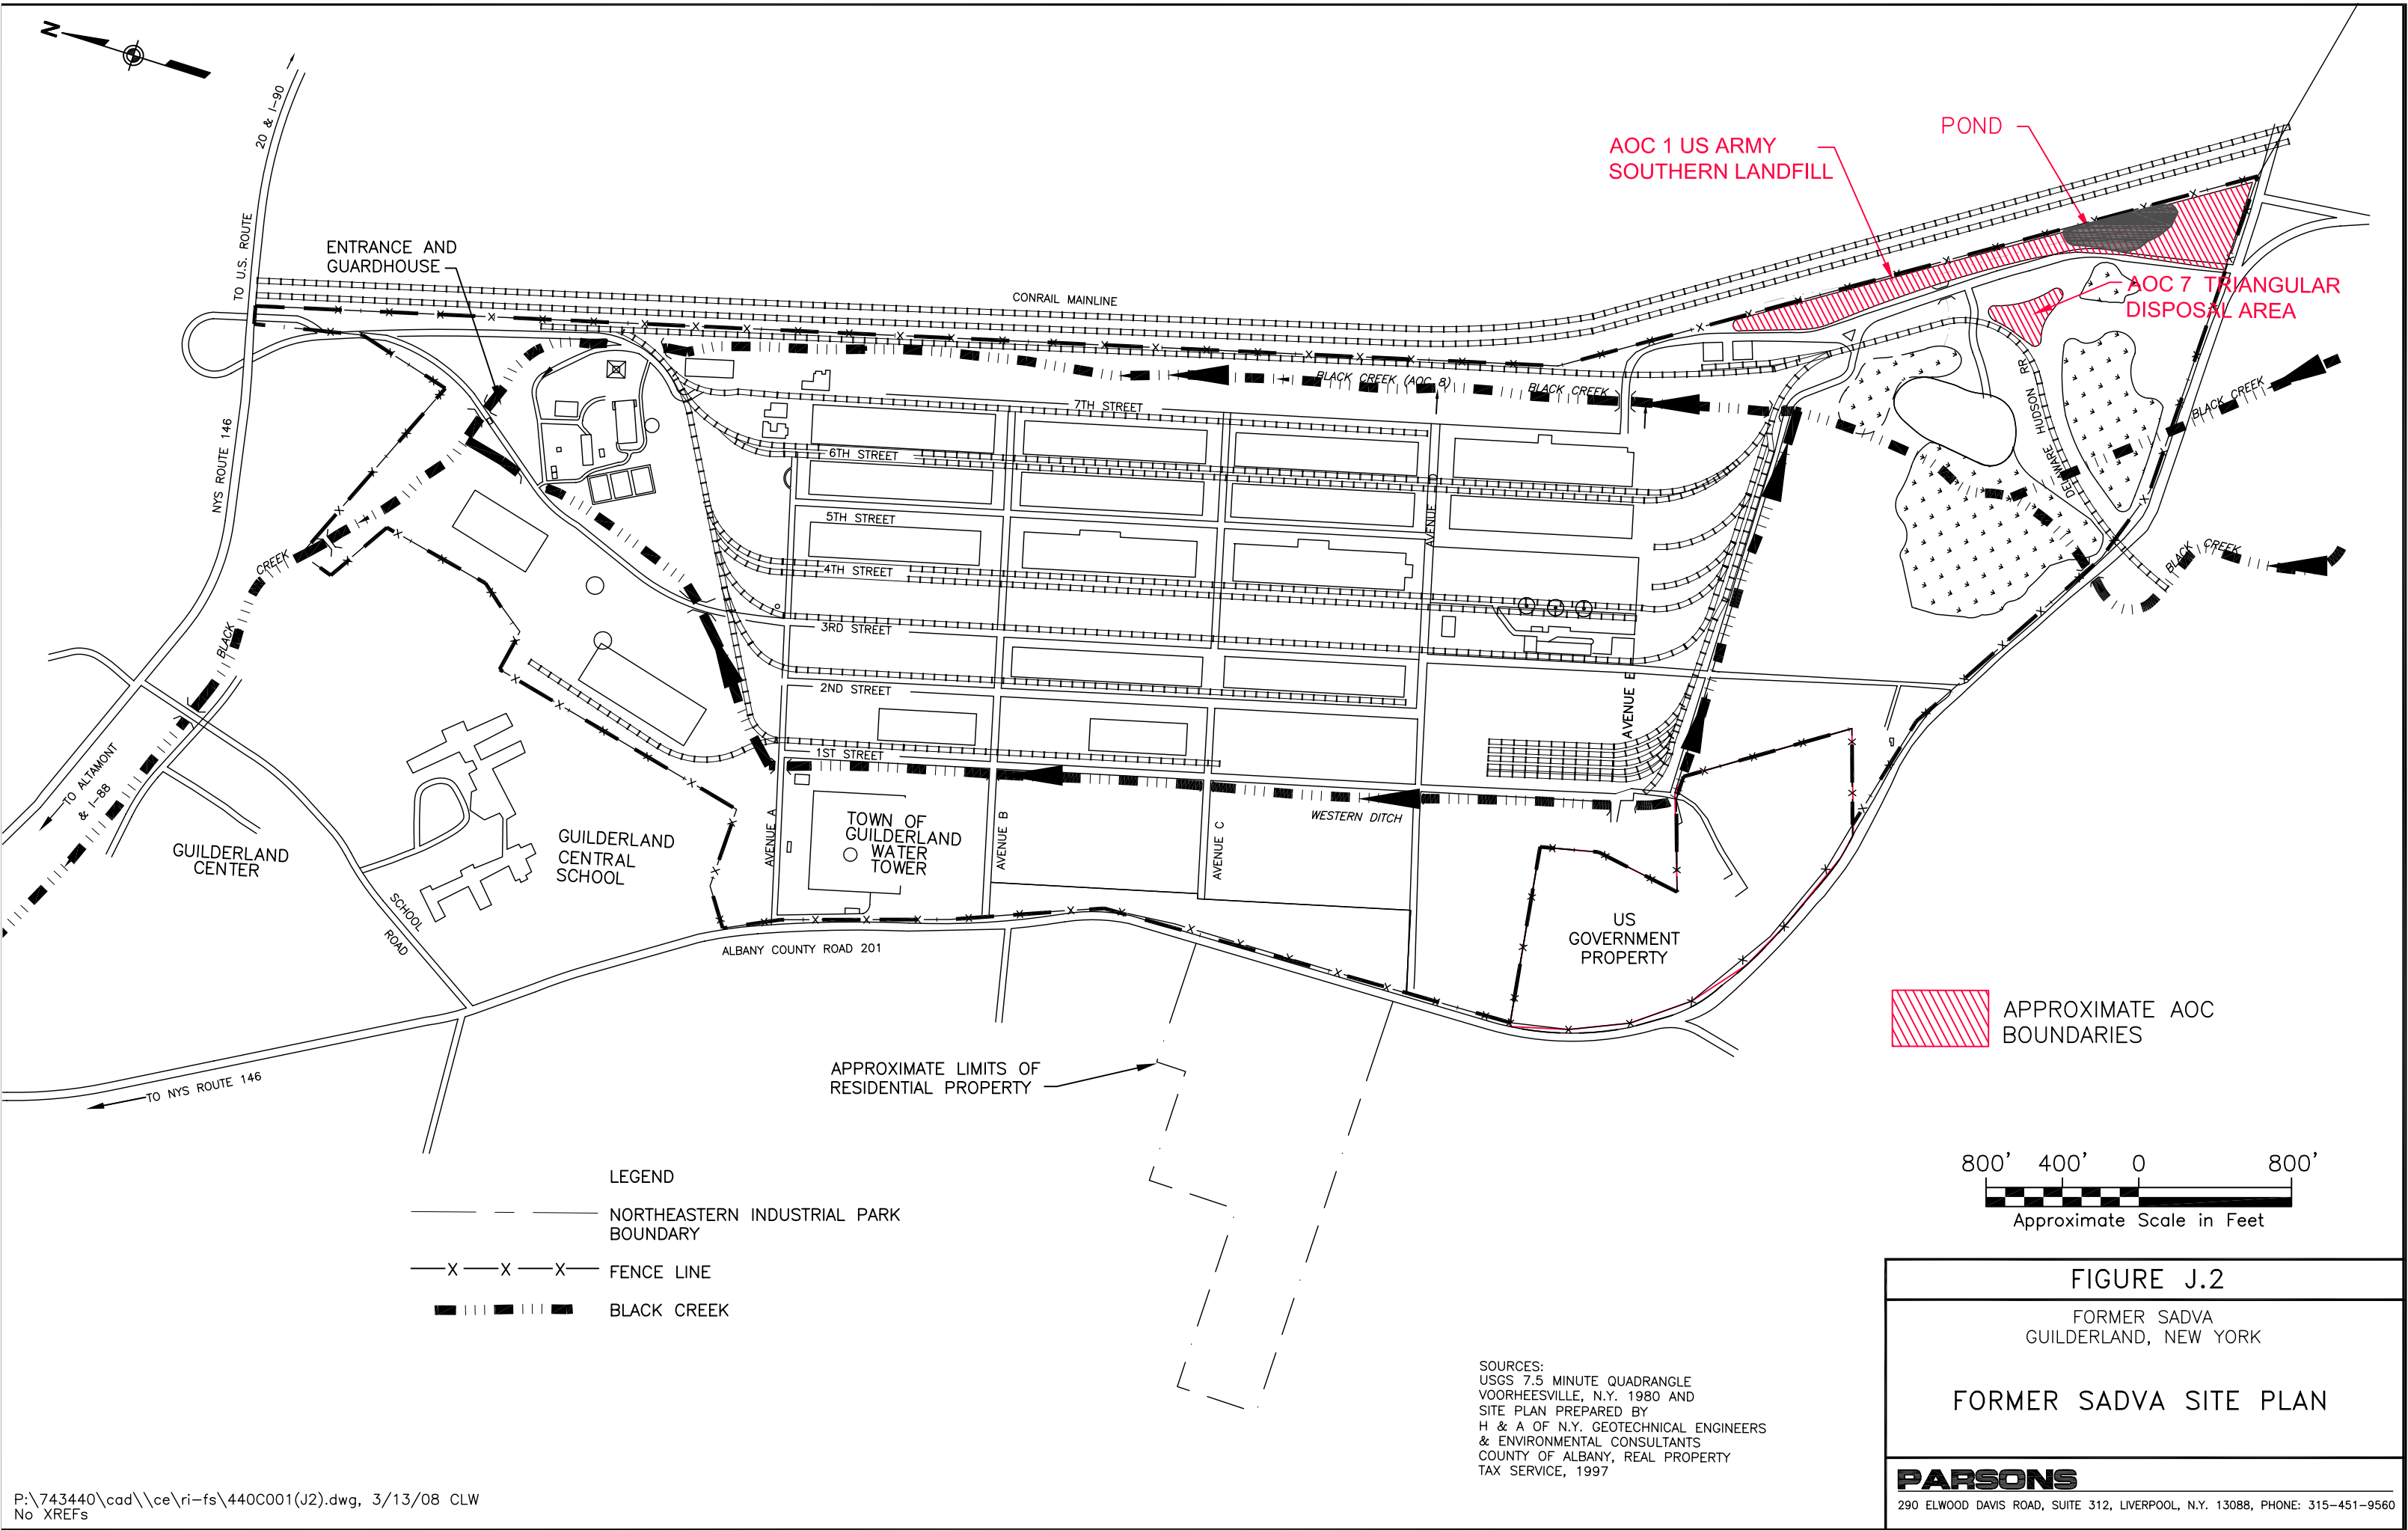 N
20 & I-90
TO U.S. ROUTE
NYS ROUTE 146
ENTRANCE AND
GUARDHOUSE
CONRAIL MAINLINE
AOC 1 US ARMY
SOUTHERN LANDFILL
POND
AOC 7 TRIANGULAR
DISPOSAL AREA
BLACK CREEK (AOC 8)
BLACK CREEK
BLACK CREEK
BLACK CREEK
DELAWARE HUDSON RR
7TH STREET
6TH STREET
5TH STREET
4TH STREET
3RD STREET
2ND STREET
1ST STREET
AVENUE D
AVENUE E
WESTERN DITCH
AVENUE A
AVENUE B
AVENUE C
BLACK CREEK
TO ALTAMONT
& I-88
GUILDERLAND
CENTER
GUILDERLAND
CENTRAL
SCHOOL
SCHOOL
ROAD
TOWN OF
GUILDERLAND
WATER
TOWER
ALBANY COUNTY ROAD 201
US
GOVERNMENT
PROPERTY
TO NYS ROUTE 146
APPROXIMATE LIMITS OF
RESIDENTIAL PROPERTY
APPROXIMATE AOC
BOUNDARIES
LEGEND
NORTHEASTERN INDUSTRIAL PARK
BOUNDARY
X X X FENCE LINE
BLACK CREEK
800' 400' 0 800'
Approximate Scale in Feet
SOURCES:
USGS 7.5 MINUTE QUADRANGLE
VOORHEESVILLE, N.Y. 1980 AND
SITE PLAN PREPARED BY
H & A OF N.Y. GEOTECHNICAL ENGINEERS
& ENVIRONMENTAL CONSULTANTS
COUNTY OF ALBANY, REAL PROPERTY
TAX SERVICE, 1997
FIGURE J.2
FORMER SADVA
GUILDERLAND, NEW YORK
FORMER SADVA SITE PLAN
PARSONS
290 ELWOOD DAVIS ROAD, SUITE 312, LIVERPOOL, N.Y. 13088, PHONE: 315-451-9560
P:\743440\cad\\ce\ri-fs\440C001(J2).dwg, 3/13/08 CLW
No XREFs